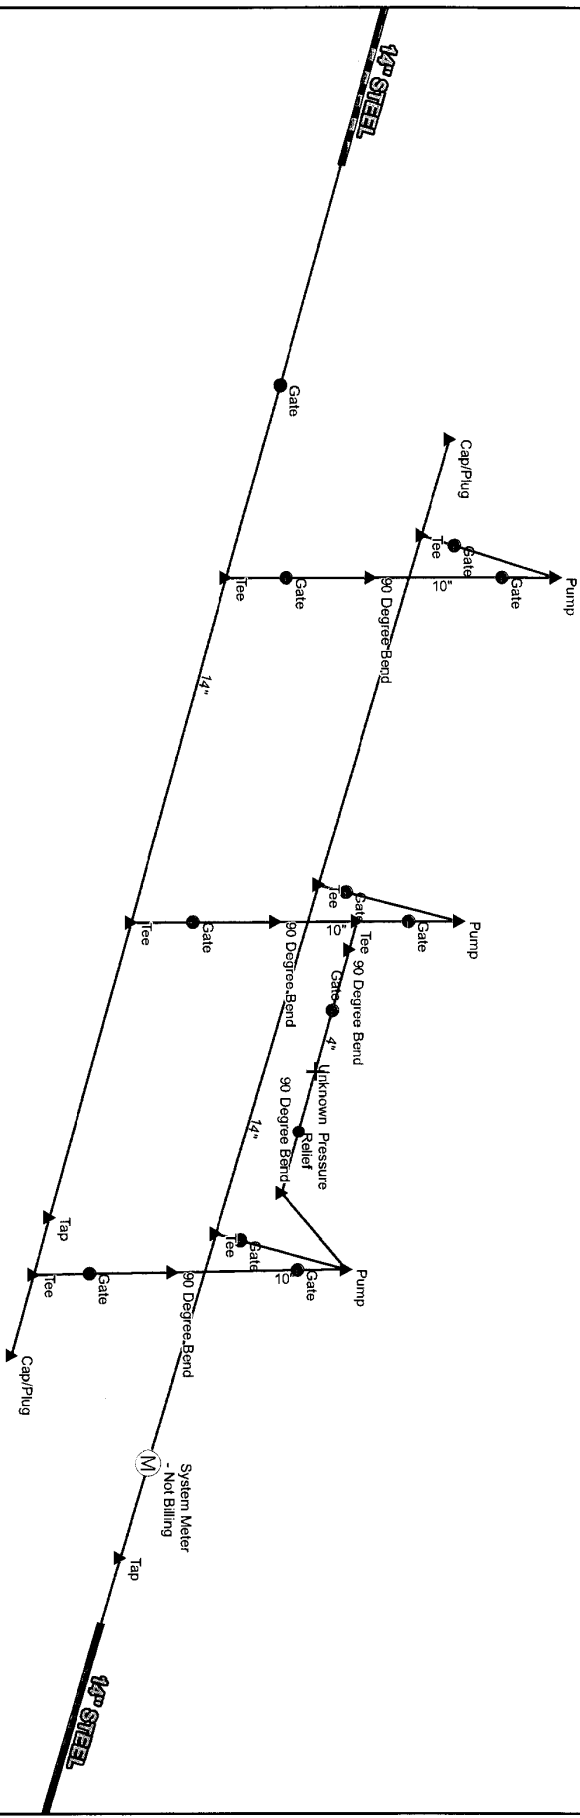 14" STEEL
Gate
Cap/Plug
Tee
Gate
10"
Gate
Pump
90 Degree Bend
Gate
Tee
14"
Tee
Gate
10"
Gate
Pump
Tee
90 Degree Bend
Gate
4"
90 Degree Bend
Gate
Tee
Unknown Pressure
Relief
90 Degree Bend
14"
Tee
Gate
10"
Gate
Pump
90 Degree Bend
Gate
Tap
Tee
Cap/Plug
M
System Meter
- Not Billing
Tap
14" STEEL